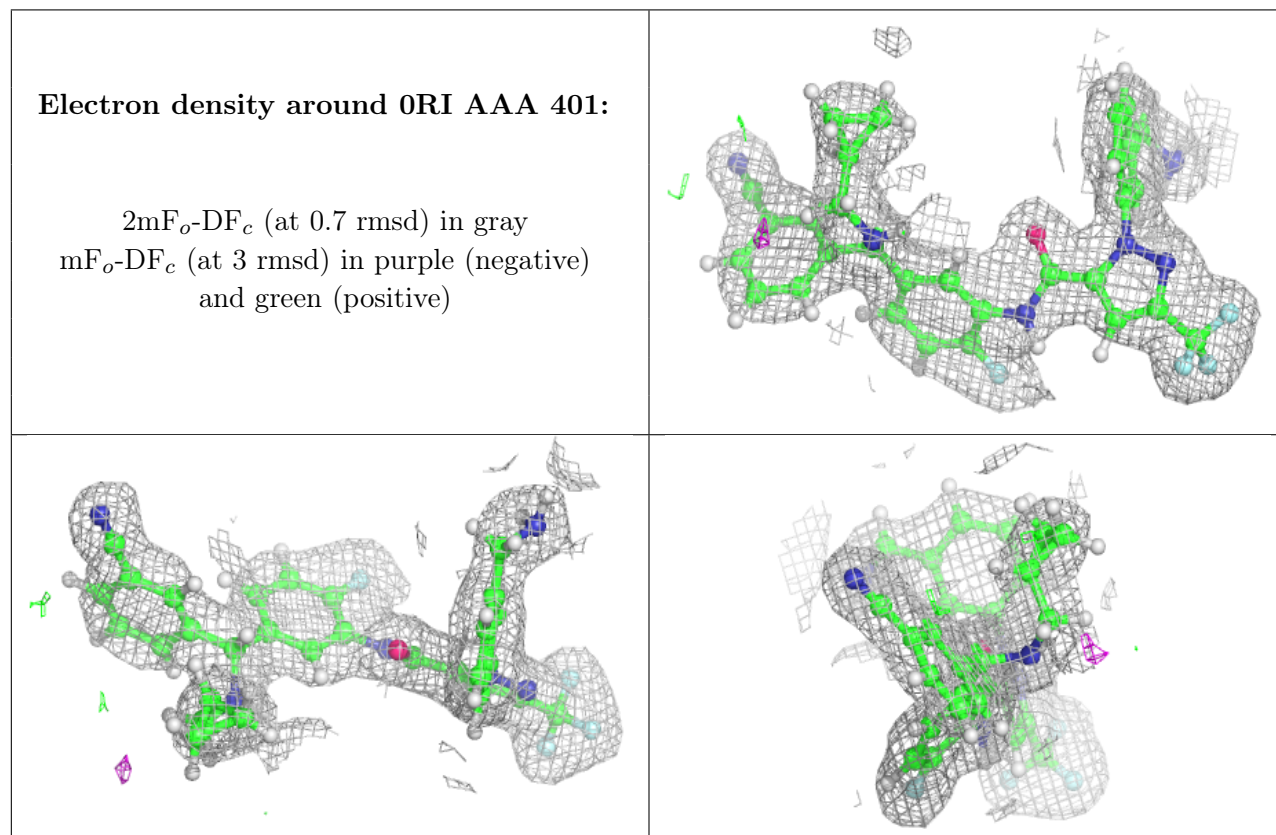 Electron density around 0RI AAA 401:
2mFo-DFc (at 0.7 rmsd) in gray
mFo-DFc (at 3 rmsd) in purple (negative)
and green (positive)